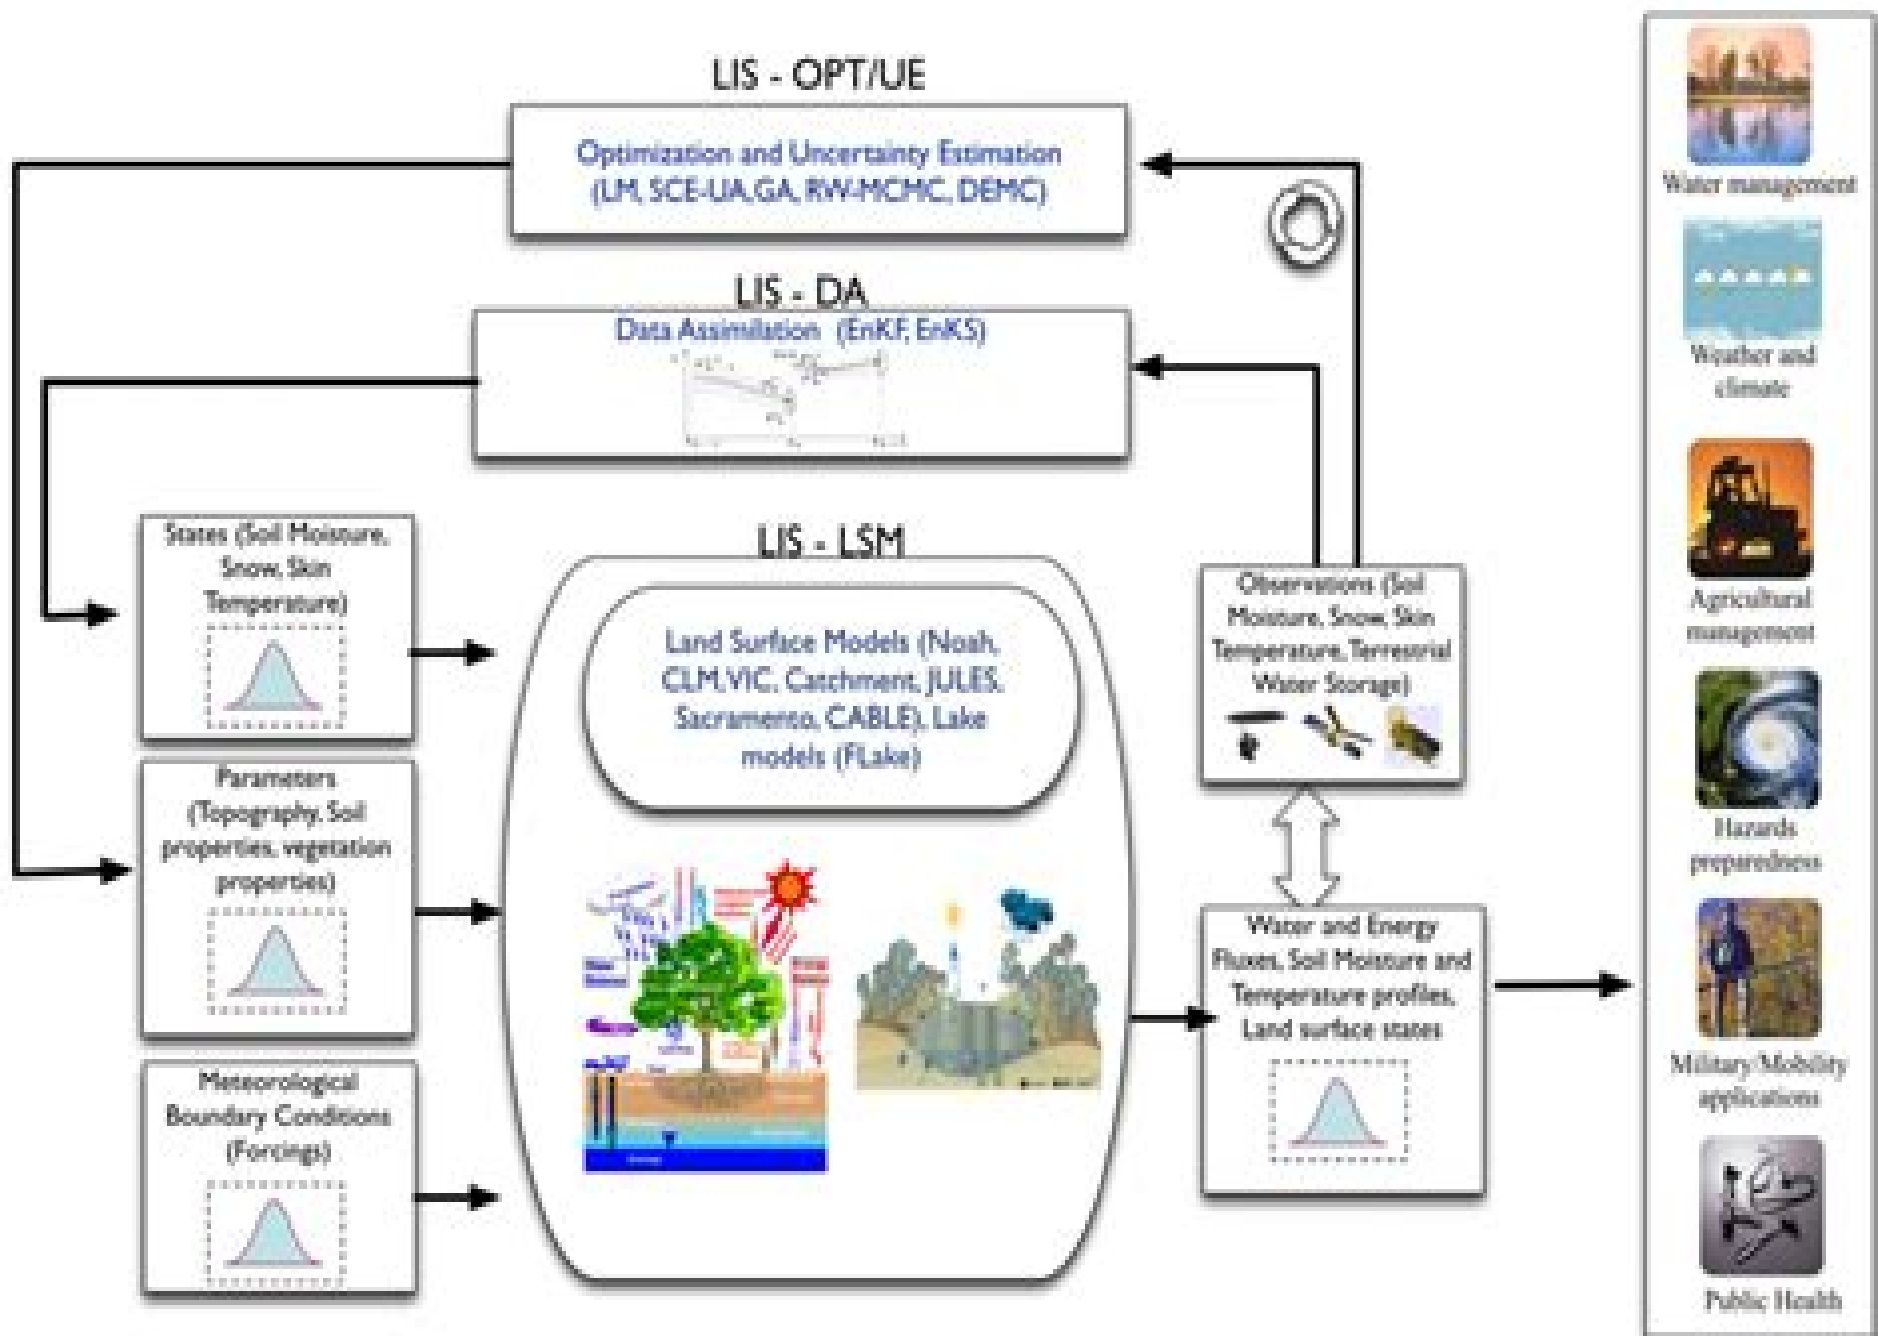 LIS - OPT/UE
Optimization and Uncertainty Estimation
(LM, SCE-UA,GA, RW-MCMC, DEMC)
LIS - DA
Data Assimilation (EnKF, EnKS)
States (Soil Moisture,
Snow, Skin
Temperature)
Parameters
(Topography, Soil
properties, vegetation
properties)
Meteorological
Boundary Conditions
(Forcings)
LIS - LSM
Land Surface Models (Noah,
CLM,VIC, Catchment, JULES,
Sacramento, CABLE), Lake
models (FLake)
Observations (Soil
Moisture, Snow, Skin
Temperature, Terrestrial
Water Storage)
Water and Energy
Fluxes, Soil Moisture and
Temperature profiles,
Land surface states
Water management
Weather and
climate
Agricultural
management
Hazards
preparedness
Military/Mobility
applications
Public Health